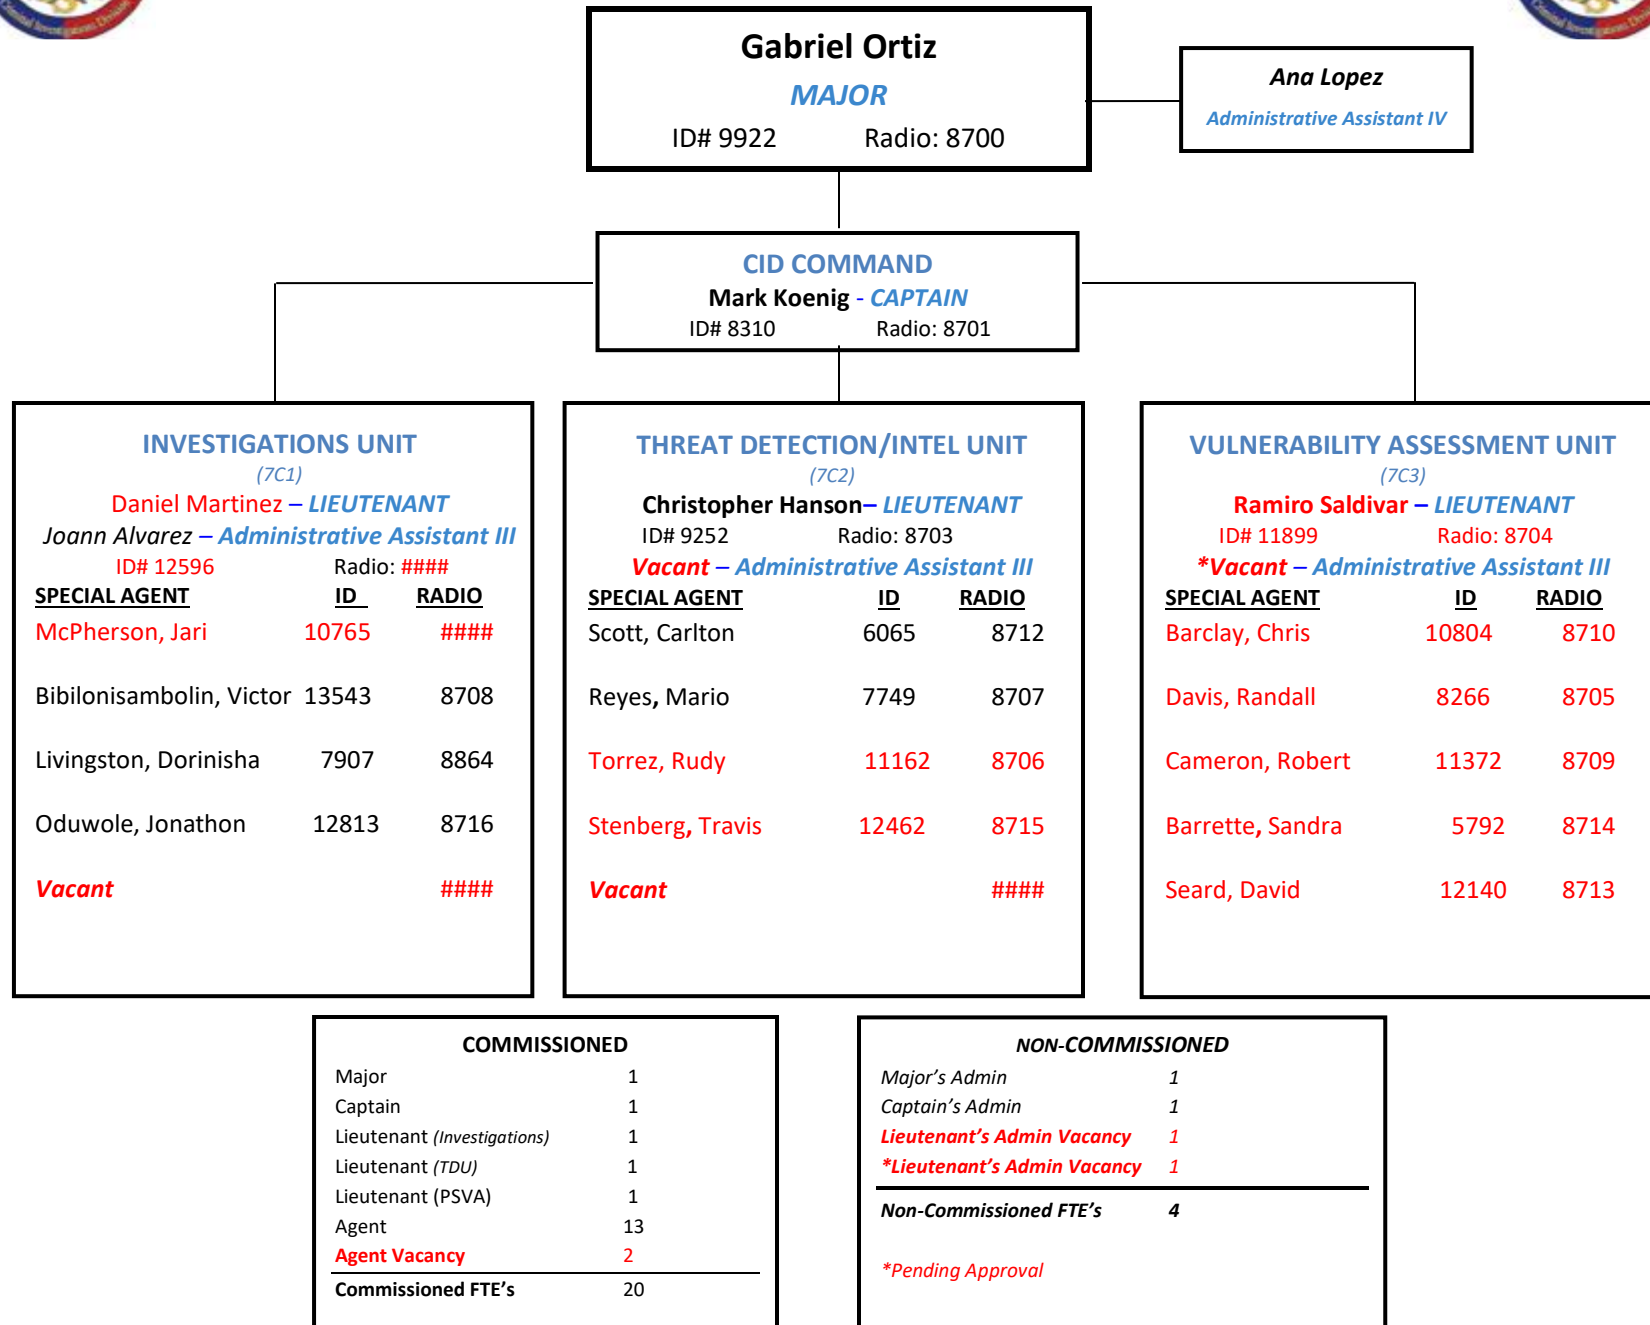 Criminal Investigations Division
Criminal Investigations Division
Gabriel Ortiz
MAJOR
ID# 9922 Radio: 8700
Ana Lopez
Administrative Assistant IV
CID COMMAND
Mark Koenig - CAPTAIN
ID# 8310 Radio: 8701
INVESTIGATIONS UNIT
(7C1)
Daniel Martinez – LIEUTENANT
Joann Alvarez – Administrative Assistant III
ID# 12596 Radio: ####
SPECIAL AGENT ID RADIO
McPherson, Jari 10765 ####
Bibilonisambolin, Victor 13543 8708
Livingston, Dorinisha 7907 8864
Oduwole, Jonathon 12813 8716
Vacant ####
THREAT DETECTION/INTEL UNIT
(7C2)
Christopher Hanson– LIEUTENANT
ID# 9252 Radio: 8703
Vacant – Administrative Assistant III
SPECIAL AGENT ID RADIO
Scott, Carlton 6065 8712
Reyes, Mario 7749 8707
Torrez, Rudy 11162 8706
Stenberg, Travis 12462 8715
Vacant ####
VULNERABILITY ASSESSMENT UNIT
(7C3)
Ramiro Saldivar – LIEUTENANT
ID# 11899 Radio: 8704
*Vacant – Administrative Assistant III
SPECIAL AGENT ID RADIO
Barclay, Chris 10804 8710
Davis, Randall 8266 8705
Cameron, Robert 11372 8709
Barrette, Sandra 5792 8714
Seard, David 12140 8713
COMMISSIONED
Major 1
Captain 1
Lieutenant (Investigations) 1
Lieutenant (TDU) 1
Lieutenant (PSVA) 1
Agent 13
Agent Vacancy 2
Commissioned FTE's 20
NON-COMMISSIONED
Major's Admin 1
Captain's Admin 1
Lieutenant's Admin Vacancy 1
*Lieutenant's Admin Vacancy 1
Non-Commissioned FTE's 4
*Pending Approval